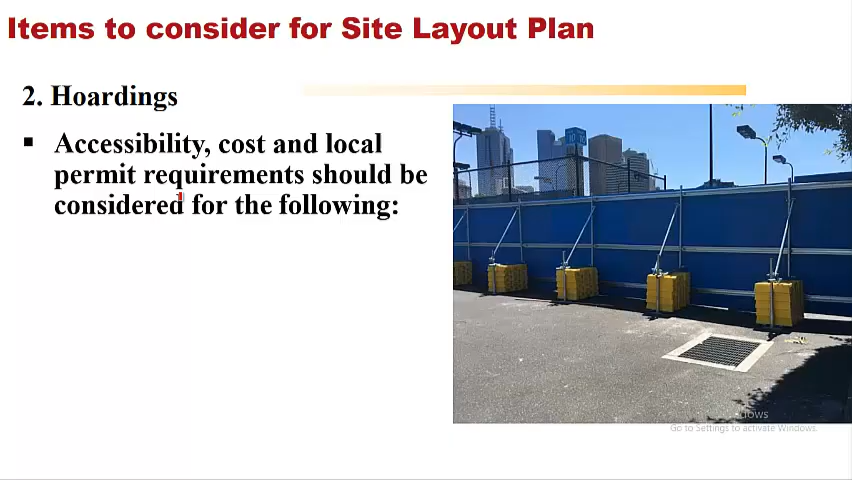 Items to consider for Site Layout Plan
2. Hoardings
▪ Accessibility, cost and local
permit requirements should be
considered for the following:
Go to Settings to activate Windows.